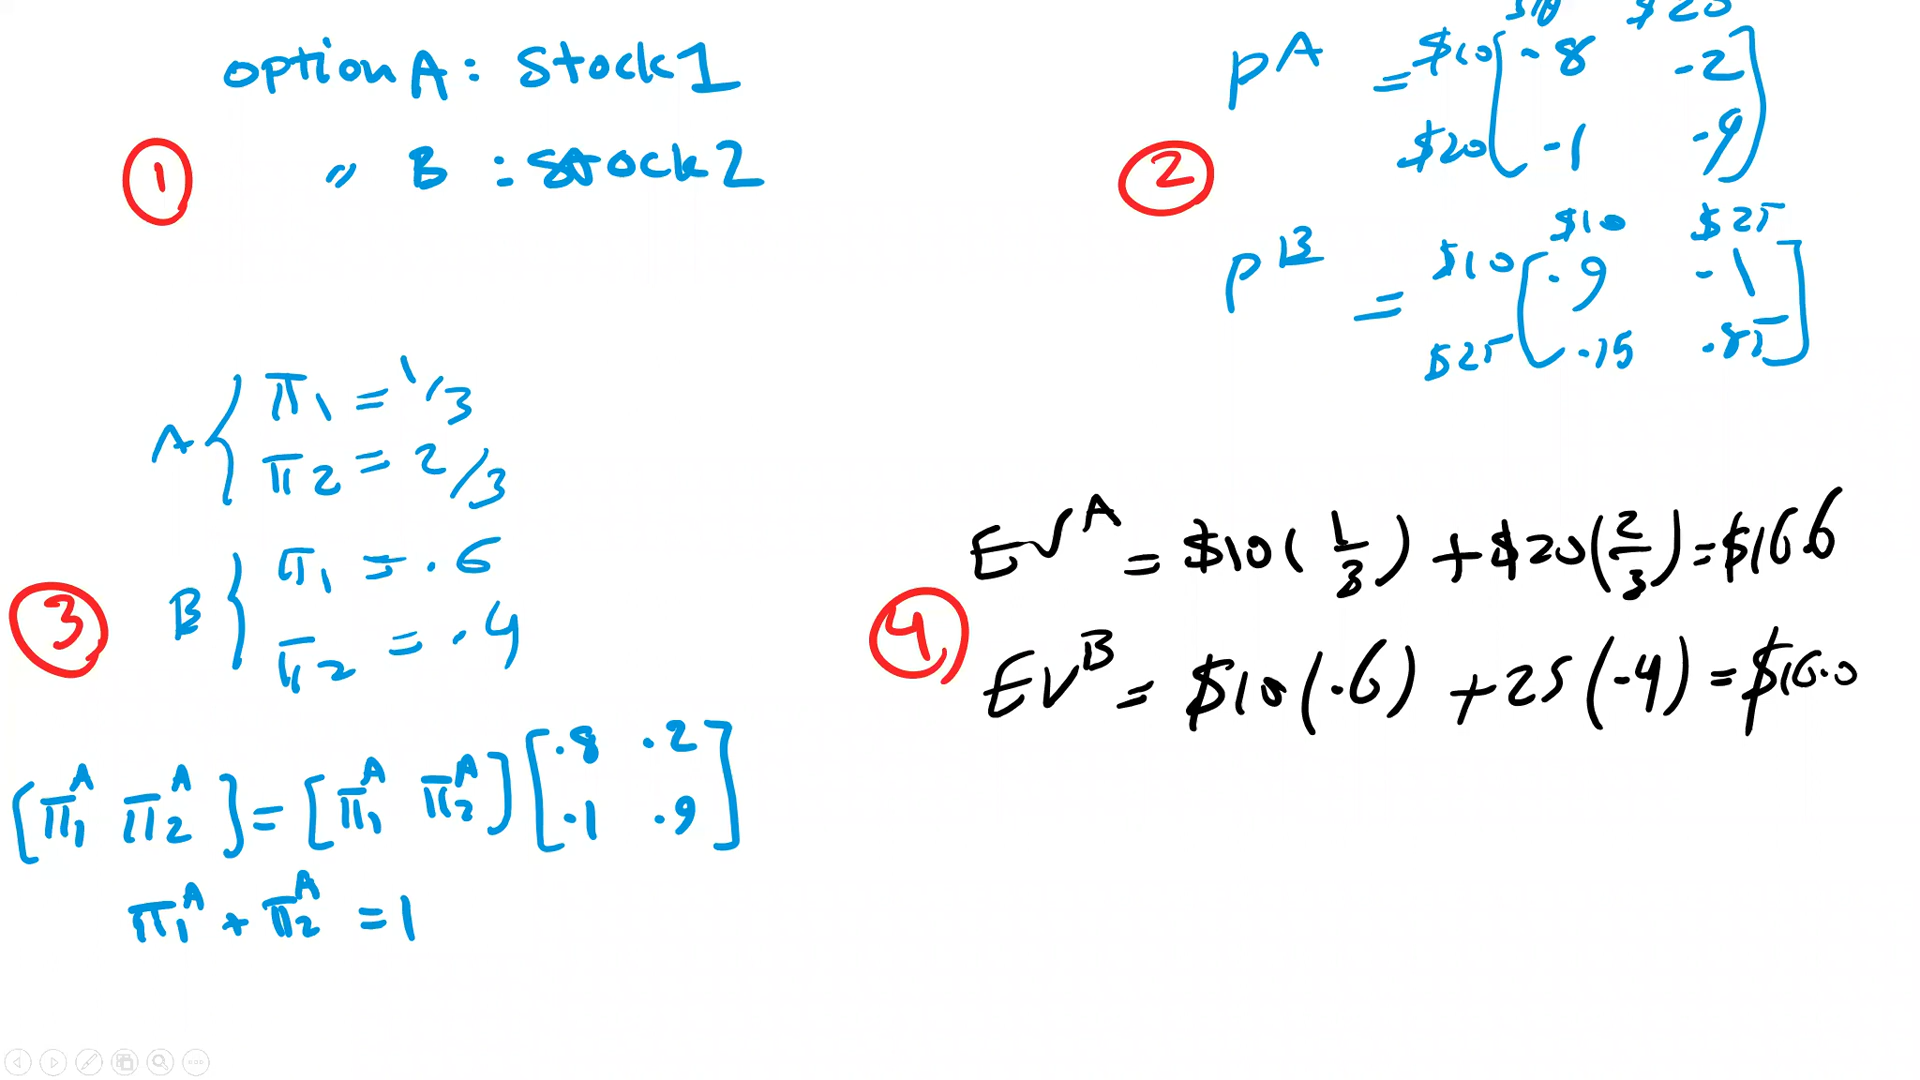 option A: Stock 1
① 〃 B : Stock 2
$10 $20
P^A = $10 [ .8 .2
② $20 .1 .9 ]
$10 $25
P^B = $10 [ .9 .1
$25 .15 .85 ]
A { π1 = 1/3
π2 = 2/3
③ B { π1 = .6
π2 = .4
[π1^A π2^A] = [π1^A π2^A] [ .8 .2
.1 .9 ]
π1^A + π2^A = 1
④ EV^A = $10(1/3) + $20(2/3) = $16.6
EV^B = $10(.6) + 25(.4) = $16.0